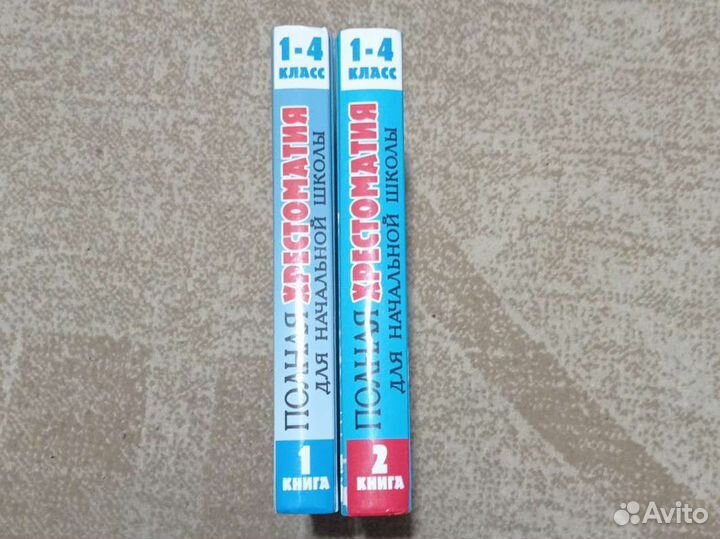 1-4
КЛАСС
ПОЛНАЯ ХРЕСТОМАТИЯ
ДЛЯ НАЧАЛЬНОЙ ШКОЛЫ
1
КНИГА
1-4
КЛАСС
ПОЛНАЯ ХРЕСТОМАТИЯ
ДЛЯ НАЧАЛЬНОЙ ШКОЛЫ
2
КНИГА
Avito